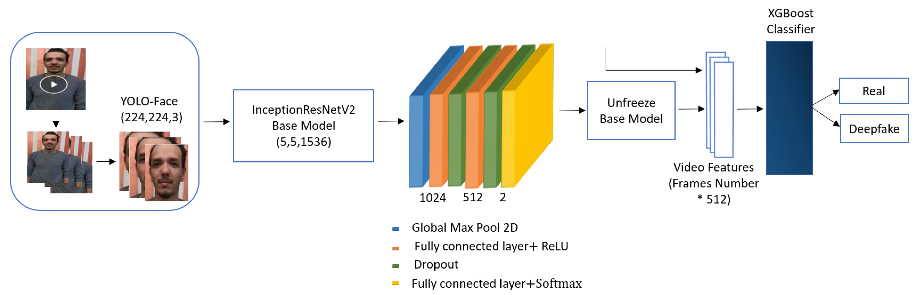 YOLO-Face
(224,224,3)
InceptionResNetV2
Base Model
(5,5,1536)
1024
512
2
Global Max Pool 2D
Fully connected layer+ ReLU
Dropout
Fully connected layer+Softmax
Unfreeze
Base Model
Video Features
(Frames Number
* 512)
XGBoost
Classifier
Real
Deepfake